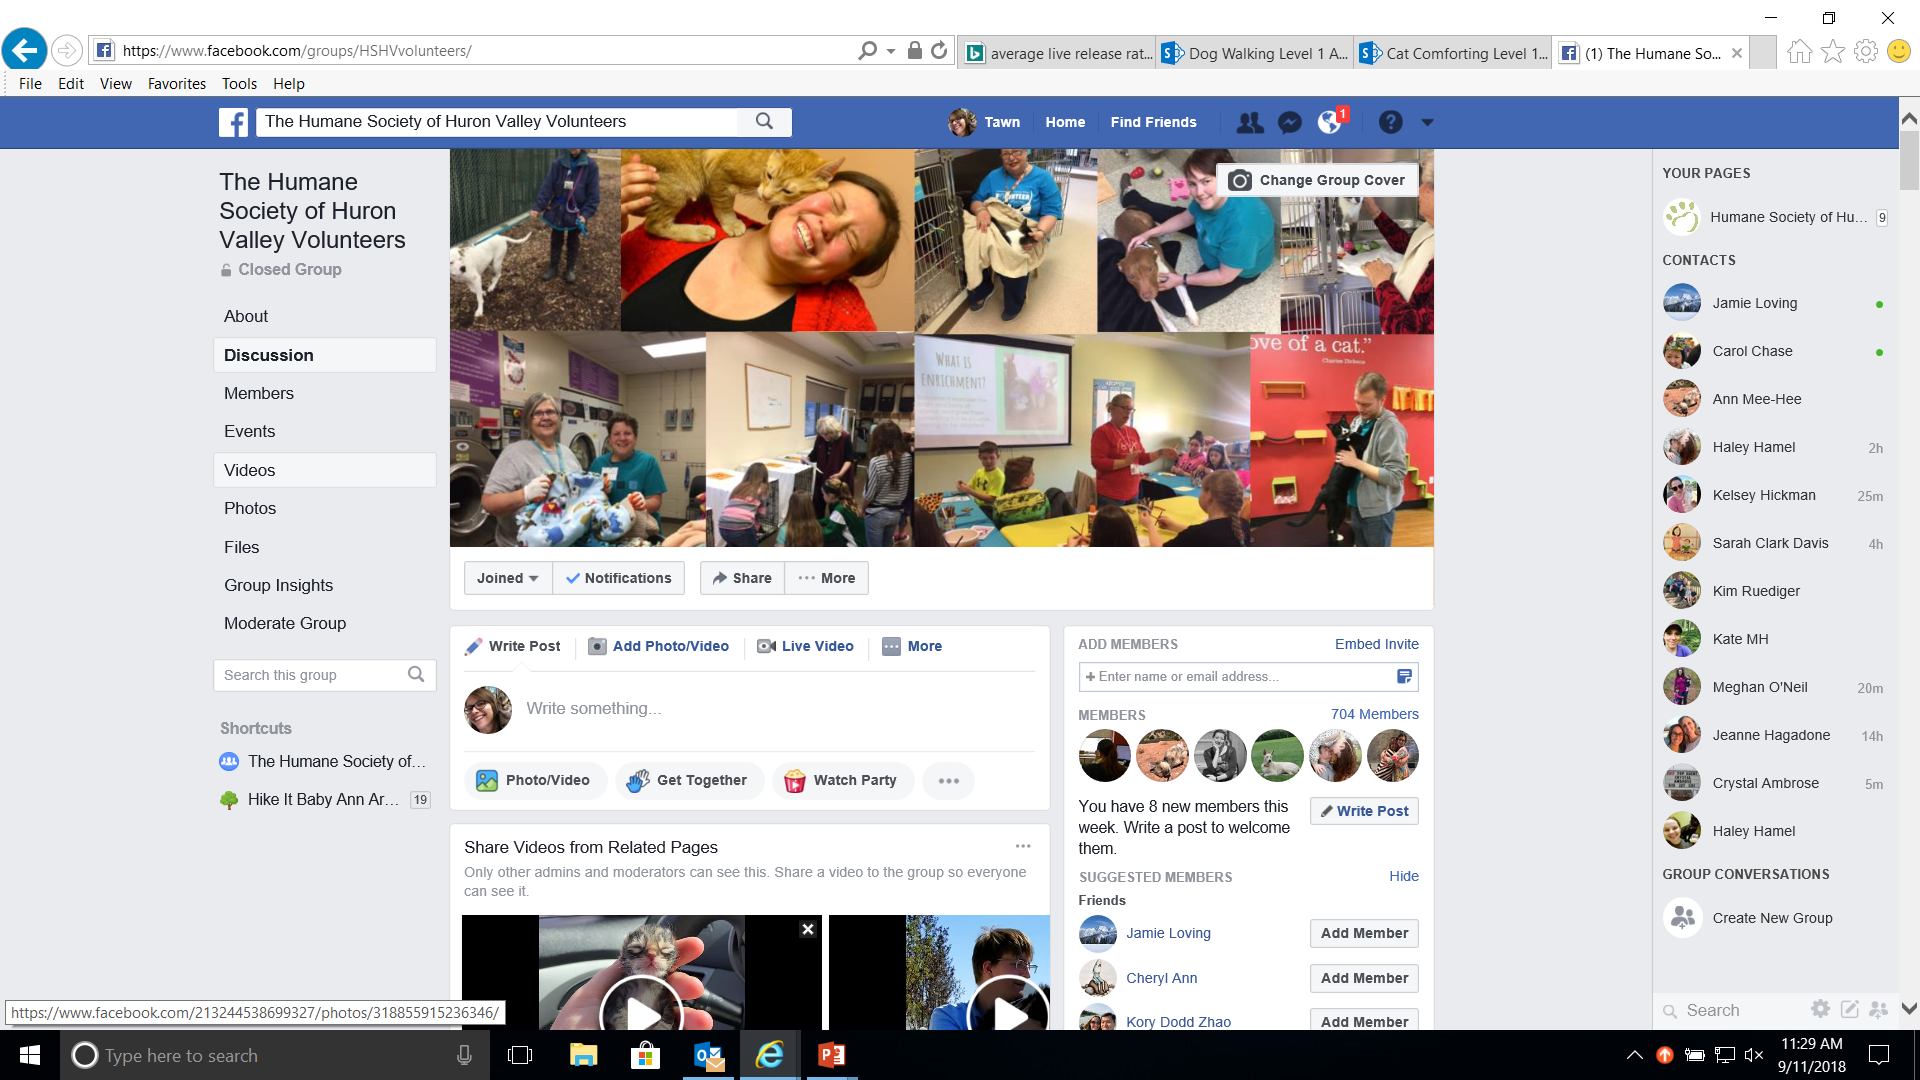 https://www.facebook.com/groups/HSHVvolunteers/
average live release rat...
Dog Walking Level 1 A...
Cat Comforting Level 1...
(1) The Humane So...
File Edit View Favorites Tools Help
The Humane Society of Huron Valley Volunteers
Tawn Home Find Friends
1
The Humane
Society of Huron
Valley Volunteers
Closed Group
About
Discussion
Members
Events
Videos
Photos
Files
Group Insights
Moderate Group
Search this group
Shortcuts
The Humane Society of...
Hike It Baby Ann Ar... 19
Change Group Cover
WHAT IS
ENRICHMENT?
ove of a cat."
Charles Dickens
Joined Notifications Share More
Write Post Add Photo/Video Live Video More
Write something...
Photo/Video Get Together Watch Party
Share Videos from Related Pages
Only other admins and moderators can see this. Share a video to the group so everyone
can see it.
ADD MEMBERS Embed Invite
+ Enter name or email address...
MEMBERS 704 Members
You have 8 new members this
week. Write a post to welcome
them.
Write Post
SUGGESTED MEMBERS Hide
Friends
Jamie Loving Add Member
Cheryl Ann Add Member
Kory Dodd Zhao Add Member
YOUR PAGES
Humane Society of Hu... 9
CONTACTS
Jamie Loving
Carol Chase
Ann Mee-Hee
Haley Hamel 2h
Kelsey Hickman 25m
Sarah Clark Davis 4h
Kim Ruediger
Kate MH
Meghan O'Neil 20m
Jeanne Hagadone 14h
Crystal Ambrose 5m
Haley Hamel
GROUP CONVERSATIONS
Create New Group
Search
https://www.facebook.com/213244538699327/photos/318855915236346/
Type here to search
11:29 AM
9/11/2018